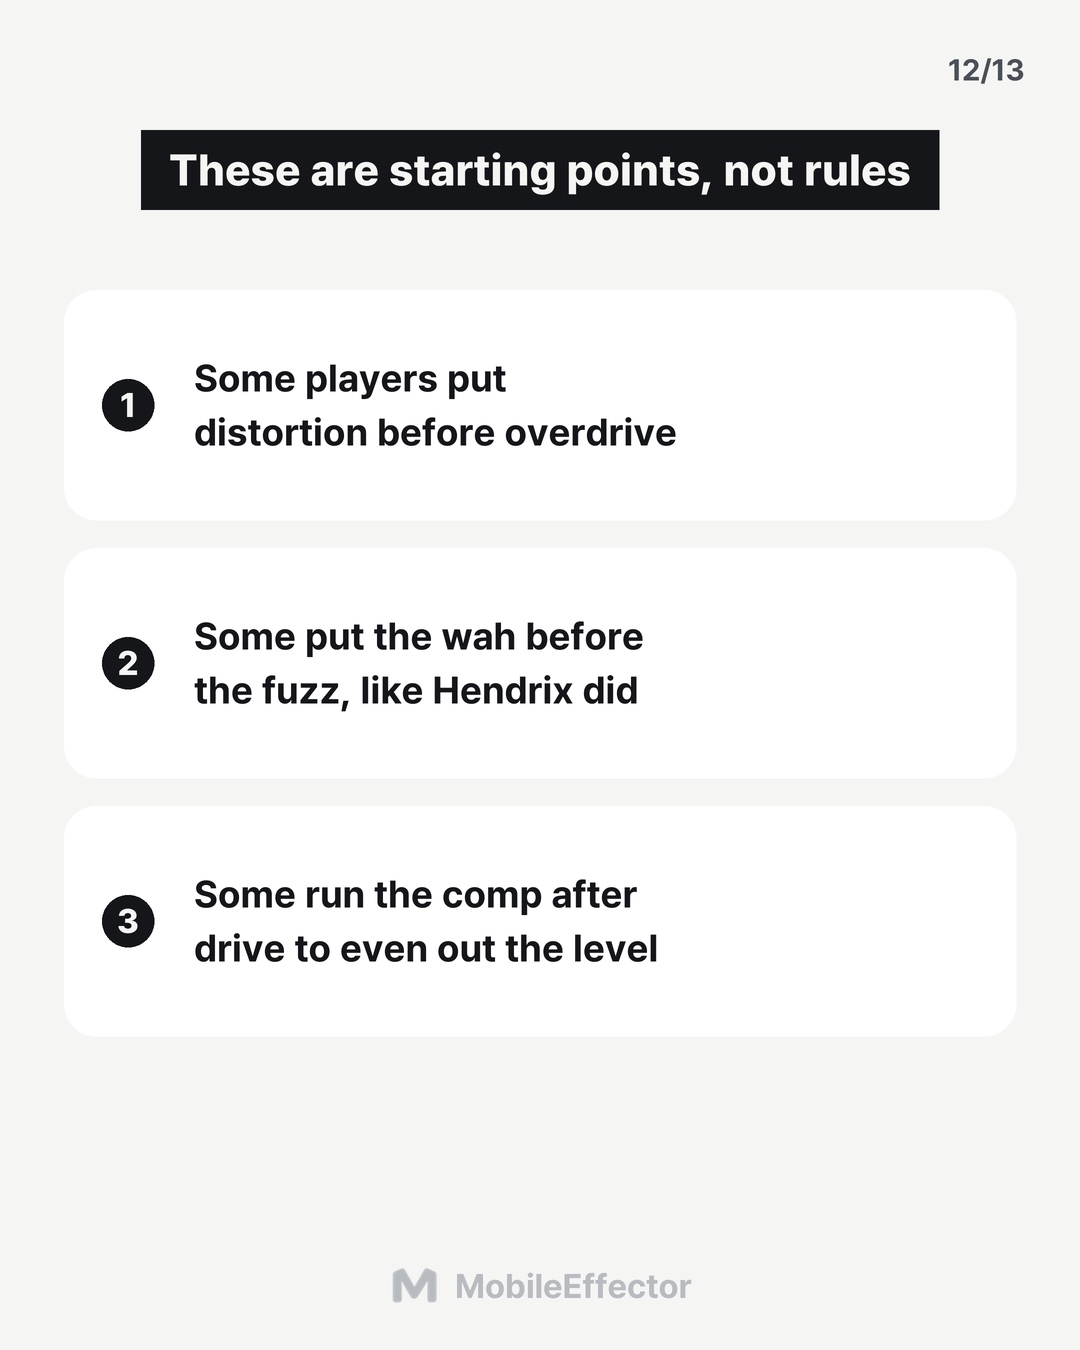 12/13
These are starting points, not rules
1
Some players put
distortion before overdrive
2
Some put the wah before
the fuzz, like Hendrix did
3
Some run the comp after
drive to even out the level
MobileEffector